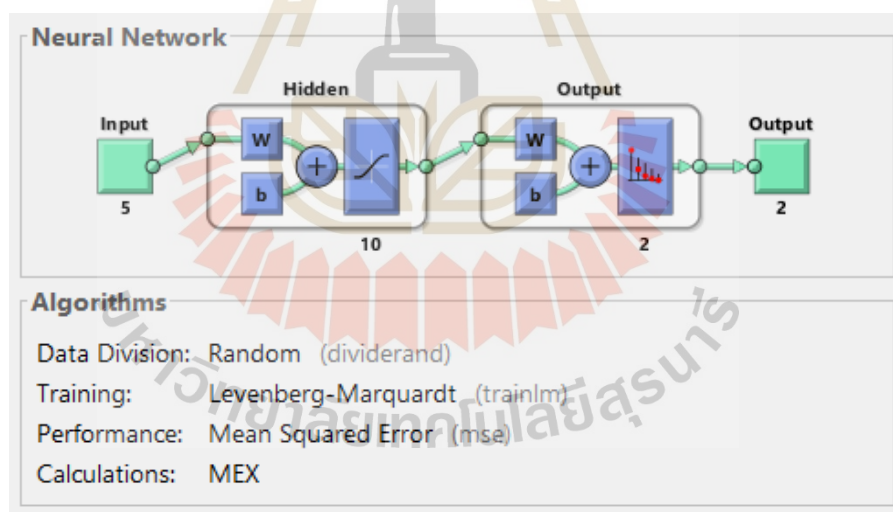 Neural Network
Hidden
Output
Input
Output
W
b
W
b
5
10
2
2
Algorithms
Data Division: Random (dividerand)
Training: Levenberg-Marquardt (trainlm)
Performance: Mean Squared Error (mse)
Calculations: MEX